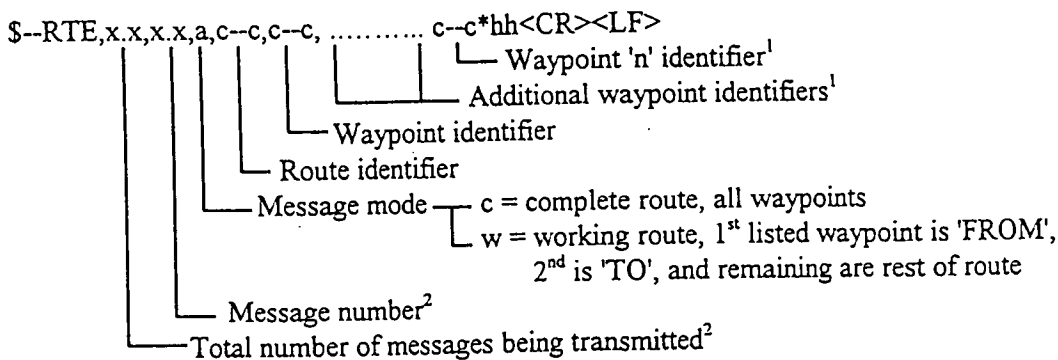 $--RTE,x.x,x.x,a,c--c,c--c, ............ c--c*hh<CR><LF>
Waypoint 'n' identifier¹
Additional waypoint identifiers¹
Waypoint identifier
Route identifier
Message mode c = complete route, all waypoints
w = working route, 1st listed waypoint is 'FROM',
2nd is 'TO', and remaining are rest of route
Message number²
Total number of messages being transmitted²